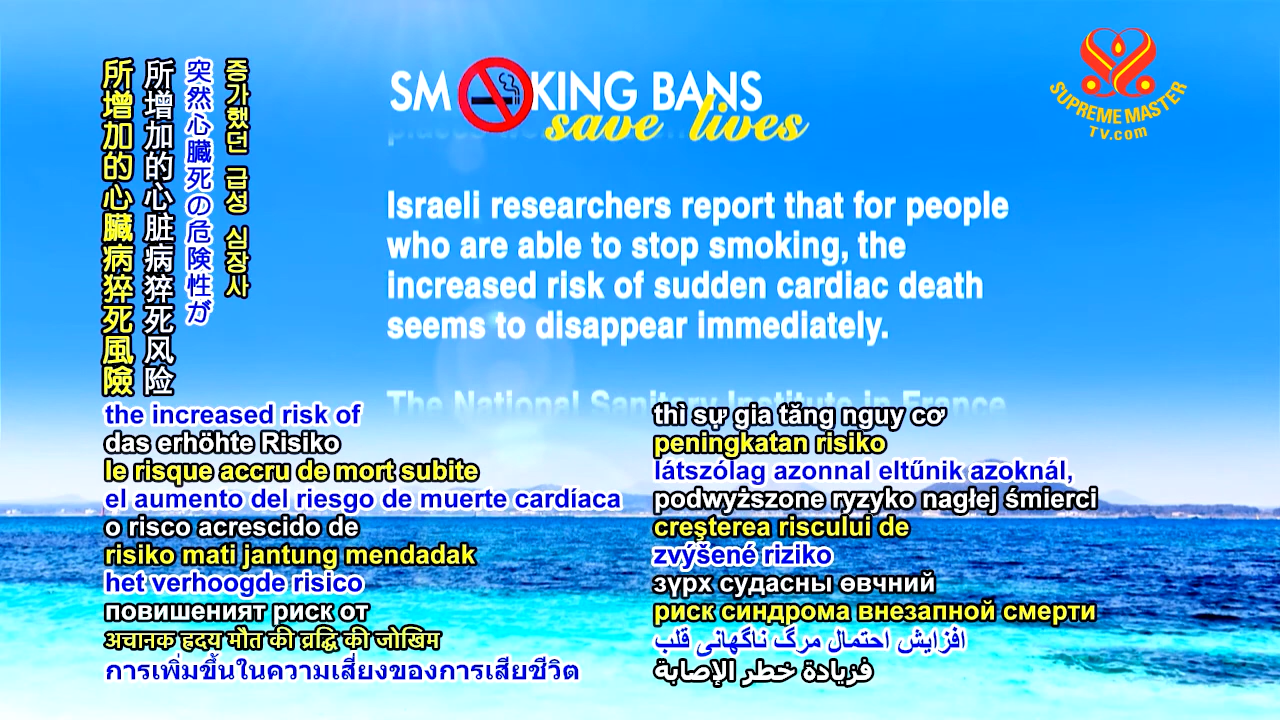 SMOKING BANS
save lives
SUPREME MASTER
TV.com
Israeli researchers report that for people
who are able to stop smoking, the
increased risk of sudden cardiac death
seems to disappear immediately.
The National Sanitary Institute in France
所增加的心臟病猝死風險
所增加的心脏病猝死风险
突然心臓死の危険性が
증가했던 급성 심장사
the increased risk of
das erhöhte Risiko
le risque accru de mort subite
el aumento del riesgo de muerte cardíaca
o risco acrescido de
risiko mati jantung mendadak
het verhoogde risico
повишеният риск от
अचानक ह्रदय मौत की ब्रद्धि की जोखिम
การเพิ่มขึ้นในความเสี่ยงของการเสียชีวิต
thì sự gia tăng nguy cơ
peningkatan risiko
látszólag azonnal eltűnik azoknál,
podwyższone ryzyko nagłej śmierci
creşterea riscului de
zvýšené riziko
зүрх судасны өвчний
риск синдрома внезапной смерти
افزایش احتمال مرگ ناگهانی قلب
فزيادة خطر الإصابة